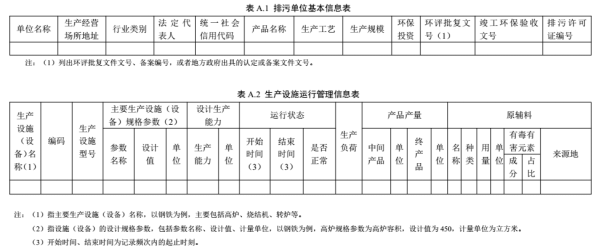 表 A.1 排污单位基本信息表
单位名称 生产经营场所地址 行业类别 法定代表人 统一社会信用代码 产品名称 生产工艺 生产规模 环保投资 环评批复文号（1） 竣工环保验收文号 排污许可证编号
注：（1）列出环评批复文件文号、备案编号，或者地方政府出具的认定或备案文件文号。
表 A.2 生产设施运行管理信息表
生产设施（设备）名称(1) 编码 生产设施型号 主要生产设施（设备）规格参数（2） 设计生产能力 运行状态 生产负荷 产品产量 原辅料
参数名称 设计值 单位 生产能力 单位 开始时间（3） 结束时间（3） 是否正常 中间产品 单位 终产品 单位 名称 种类 用量 单位 有毒有害元素 来源地
成分 占比
注：（1）指主要生产设施（设备）名称，以钢铁为例，主要包括高炉、烧结机、转炉等。
（2）指设施（设备）的设计规格参数，包括参数名称、设计值、计量单位，以钢铁为例，高炉规格参数为高炉容积，设计值为 450，计量单位为立方米。
（3）开始时间、结束时间为记录频次内的起止时刻。